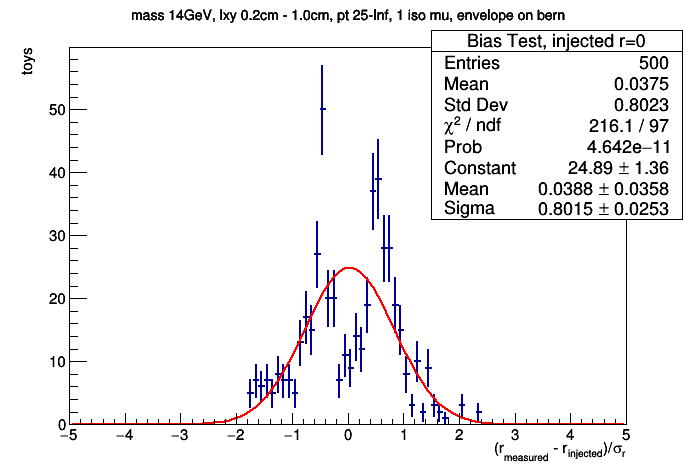 mass 14GeV, lxy 0.2cm - 1.0cm, pt 25-Inf, 1 iso mu, envelope on bern
Bias Test, injected r=0
Entries 500
Mean 0.0375
Std Dev 0.8023
χ² / ndf 216.1 / 97
Prob 4.642e−11
Constant 24.89 ± 1.36
Mean 0.0388 ± 0.0358
Sigma 0.8015 ± 0.0253
toys
50
40
30
20
10
0
−5 −4 −3 −2 −1 0 1 2 3 4 5
(r_measured - r_injected)/σ_r